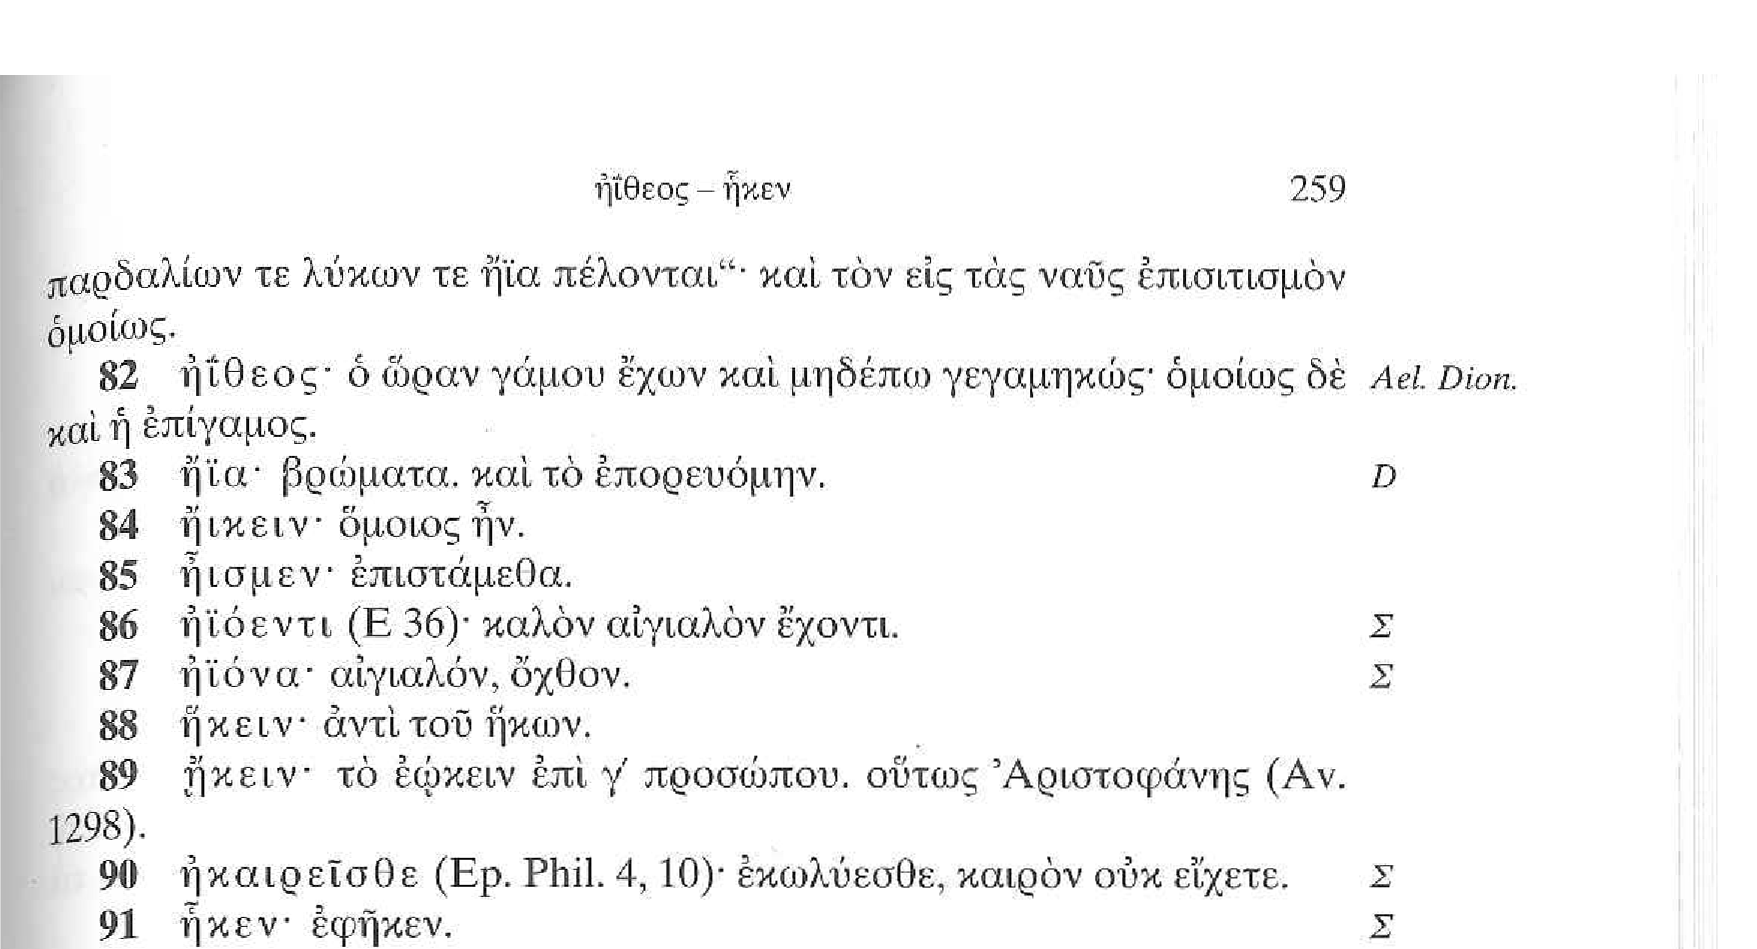 ἠΐθεος – ἧκεν 259
παρδαλίων τε λύκων τε ἤϊα πέλονται“· καὶ τὸν εἰς τὰς ναῦς ἐπισιτισμὸν
ὁμοίως.
82 ἠΐθεος· ὁ ὥραν γάμου ἔχων καὶ μηδέπω γεγαμηκώς· ὁμοίως δὲ Ael. Dion.
καὶ ἡ ἐπίγαμος.
83 ἤϊα· βρώματα. καὶ τὸ ἐπορευόμην. D
84 ἤικειν· ὅμοιος ἦν.
85 ἦισμεν· ἐπιστάμεθα.
86 ἠϊόεντι (E 36)· καλὸν αἰγιαλὸν ἔχοντι. Σ
87 ἠϊόνα· αἰγιαλόν, ὄχθον. Σ
88 ἥκειν· ἀντὶ τοῦ ἥκων.
89 ᾔκειν· τὸ ἐῴκειν ἐπὶ γ′ προσώπου. οὕτως Ἀριστοφάνης (Av.
1298).
90 ἠκαιρεῖσθε (Ep. Phil. 4, 10)· ἐκωλύεσθε, καιρὸν οὐκ εἴχετε. Σ
91 ἧκεν· ἐφῆκεν. Σ